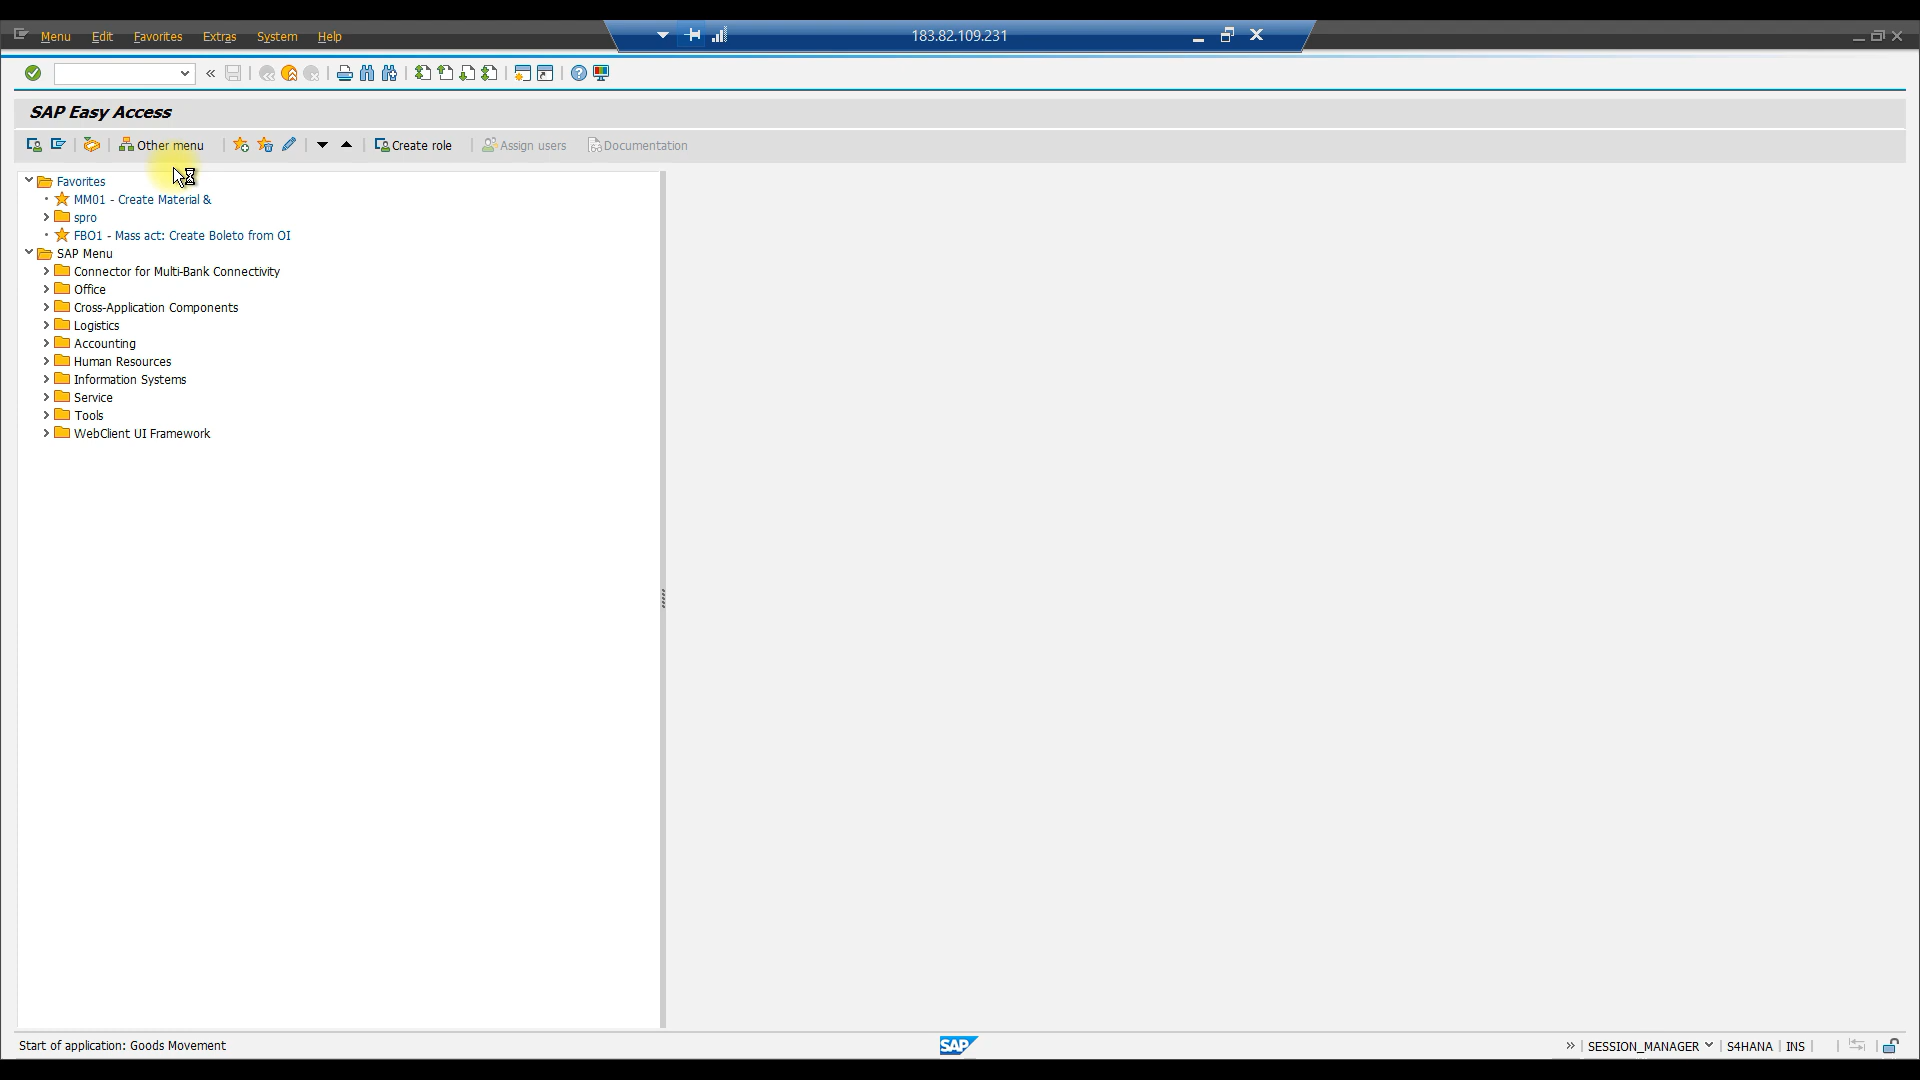 Menu Edit Favorites Extras System Help
183.82.109.231
SAP Easy Access
Other menu
Create role
Assign users
Documentation
Favorites
MM01 - Create Material &
spro
FBO1 - Mass act: Create Boleto from OI
SAP Menu
Connector for Multi-Bank Connectivity
Office
Cross-Application Components
Logistics
Accounting
Human Resources
Information Systems
Service
Tools
WebClient UI Framework
Start of application: Goods Movement
SAP
SESSION_MANAGER
S4HANA
INS